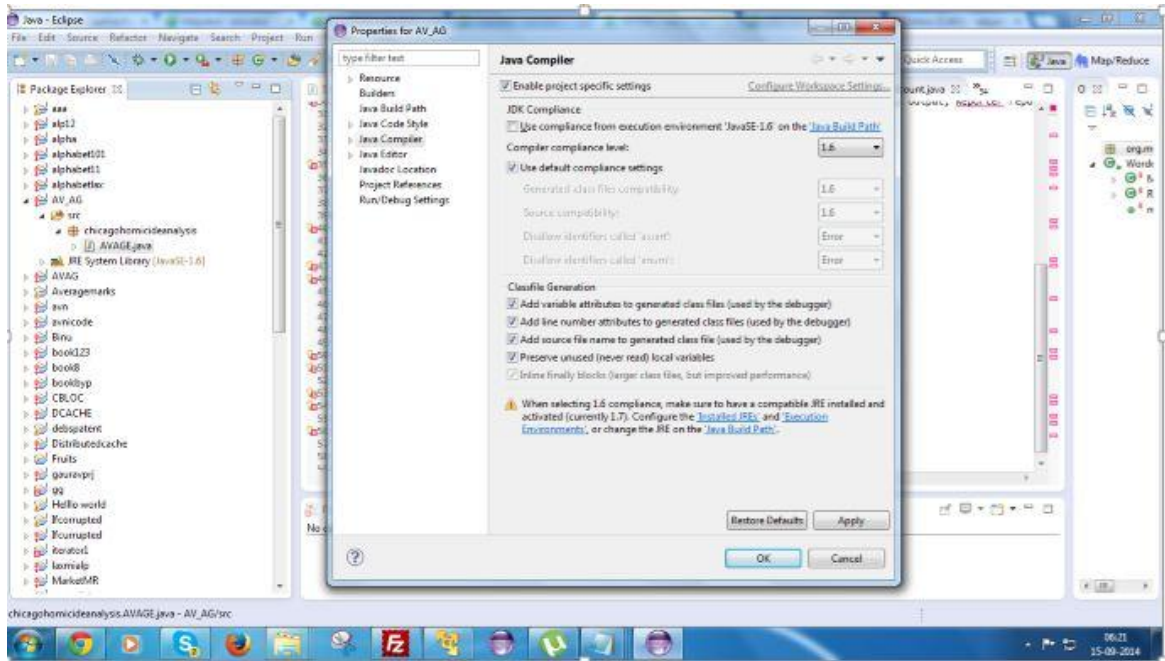 Java - Eclipse
File Edit Source Refactor Navigate Search Project Run
Quick Access
Java
Map/Reduce
Package Explorer
aaa
alp12
alpha
alphabet101
alphabet11
AV_AG
src
chicagohomicideanalysis
AVAGE.java
JRE System Library [JavaSE-1.6]
AVAG
Averagemarks
avn
avnicode
Binu
book123
book8
bookbyp
CBLOC
DCACHE
debspatent
Distributedcache
Fruits
gouravprj
gg
Helllo world
Ifcorrupted
Ifcurrupted
iterator1
laxmialp
MarketMR
Properties for AV_AG
type filter text
Resource
Builders
Java Build Path
Java Code Style
Java Compiler
Java Editor
Javadoc Location
Project References
Run/Debug Settings
Java Compiler
Enable project specific settings
Configure Workspace Settings...
JDK Compliance
Use compliance from execution environment 'JavaSE-1.6' on the 'Java Build Path'
Compiler compliance level: 1.6
Use default compliance settings
Generated class files compatibility: 1.6
Source compatibility: 1.6
Disallow identifiers called 'assert': Error
Disallow identifiers called 'enum': Error
Classfile Generation
Add variable attributes to generated class files (used by the debugger)
Add line number attributes to generated class files (used by the debugger)
Add source file name to generated class file (used by the debugger)
Preserve unused (never read) local variables
Inline finally blocks (larger class files, but improved performance)
When selecting 1.6 compliance, make sure to have a compatible JRE installed and
activated (currently 1.7). Configure the 'Installed JREs' and 'Execution
Environments', or change the JRE on the 'Java Build Path'.
Restore Defaults
Apply
OK
Cancel
ount.java
org.m
Word
chicagohomicideanalysis.AVAGE.java - AV_AG/src
06:21
15-09-2014